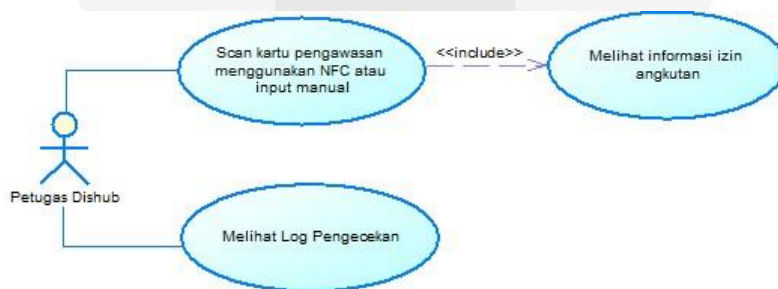 Scan kartu pengawasan
menggunakan NFC atau
input manual
<<include>>
Melihat informasi izin
angkutan
Petugas Dishub
Melihat Log Pengecekan